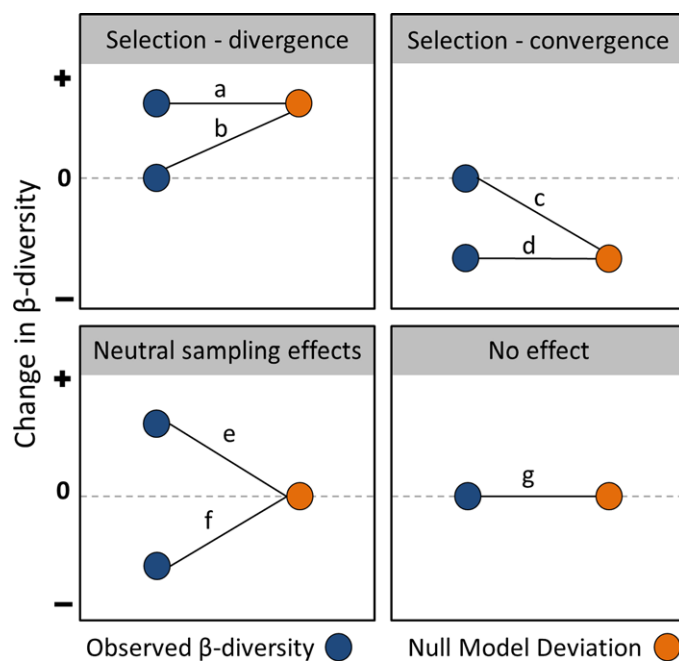 Selection - divergence
Selection - convergence
+
a
b
0
c
d
−
Change in β-diversity
Neutral sampling effects
No effect
+
e
0
g
f
−
Observed β-diversity
Null Model Deviation